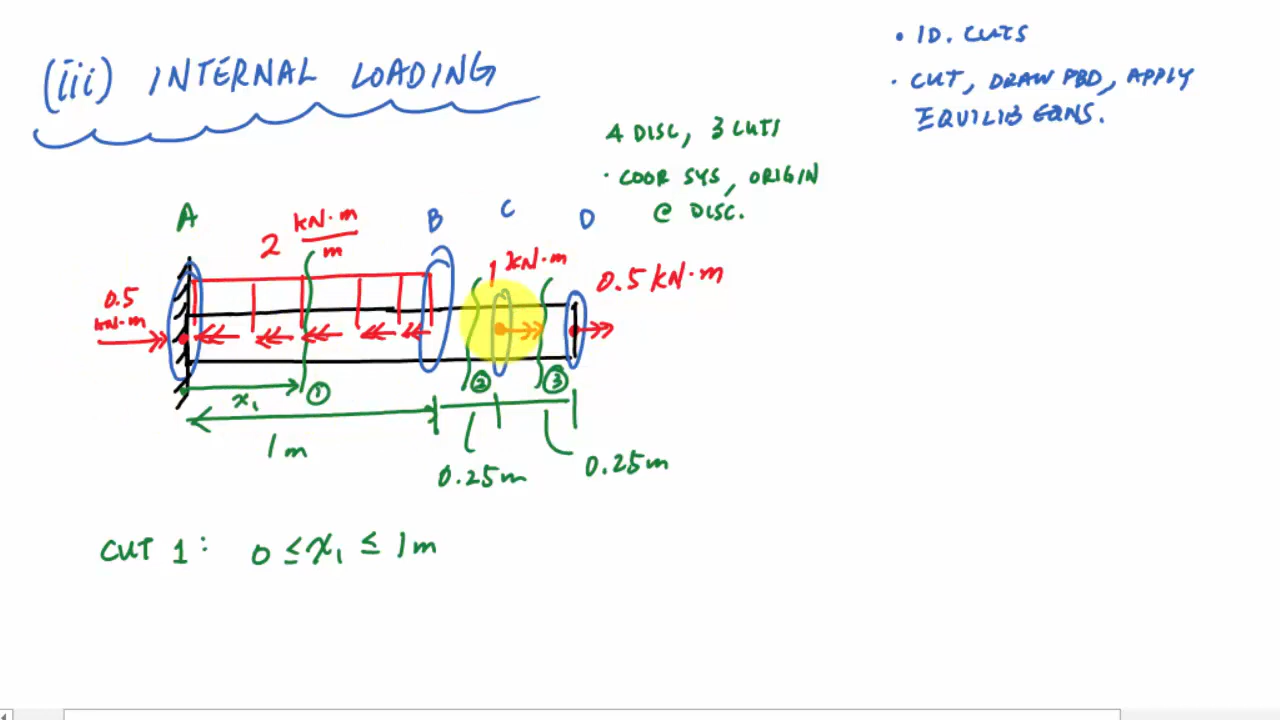 (iii) INTERNAL LOADING
• ID. CUTS
• CUT, DRAW FBD, APPLY
EQUILIB EQNS.
4 DISC, 3 CUTS
• COOR SYS, ORIGIN
@ DISC.
A
2 kN·m/m
B
C
D
1 kN·m
0.5 kN·m
0.5
kN·m
x₁
①
②
③
1m
0.25m
0.25m
CUT 1: 0 ≤ x₁ ≤ 1m